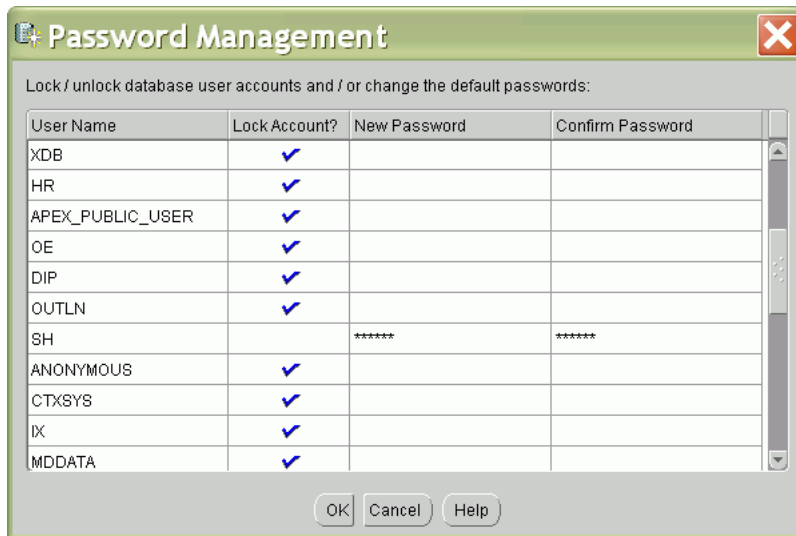 Password Management
Lock / unlock database user accounts and / or change the default passwords:
User Name Lock Account? New Password Confirm Password
XDB
HR
APEX_PUBLIC_USER
OE
DIP
OUTLN
SH ****** ******
ANONYMOUS
CTXSYS
IX
MDDATA
OK Cancel Help